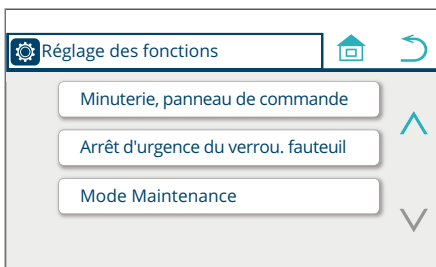 Réglage des fonctions
Minuterie, panneau de commande
Arrêt d'urgence du verrou. fauteuil
Mode Maintenance